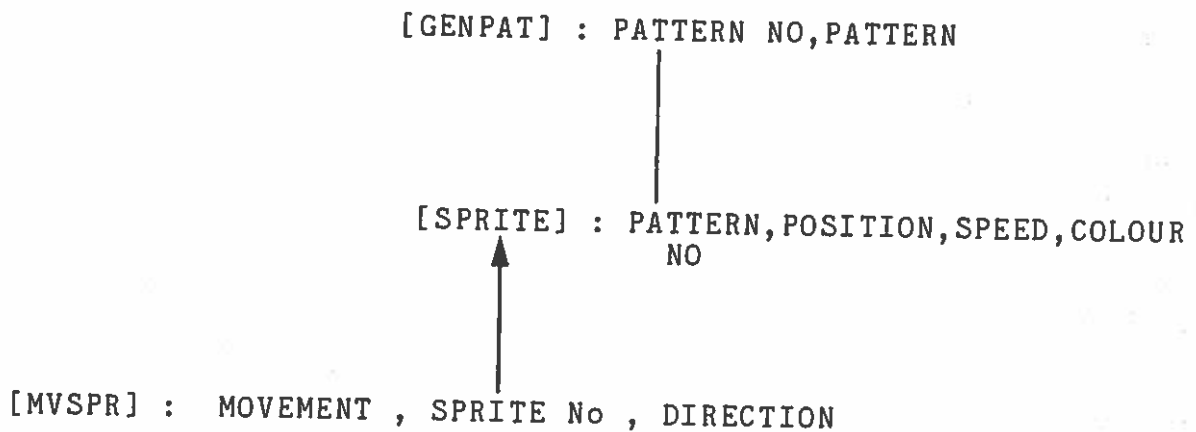 [GENPAT] : PATTERN NO,PATTERN
[SPRITE] : PATTERN,POSITION,SPEED,COLOUR
NO
[MVSPR] : MOVEMENT , SPRITE No , DIRECTION